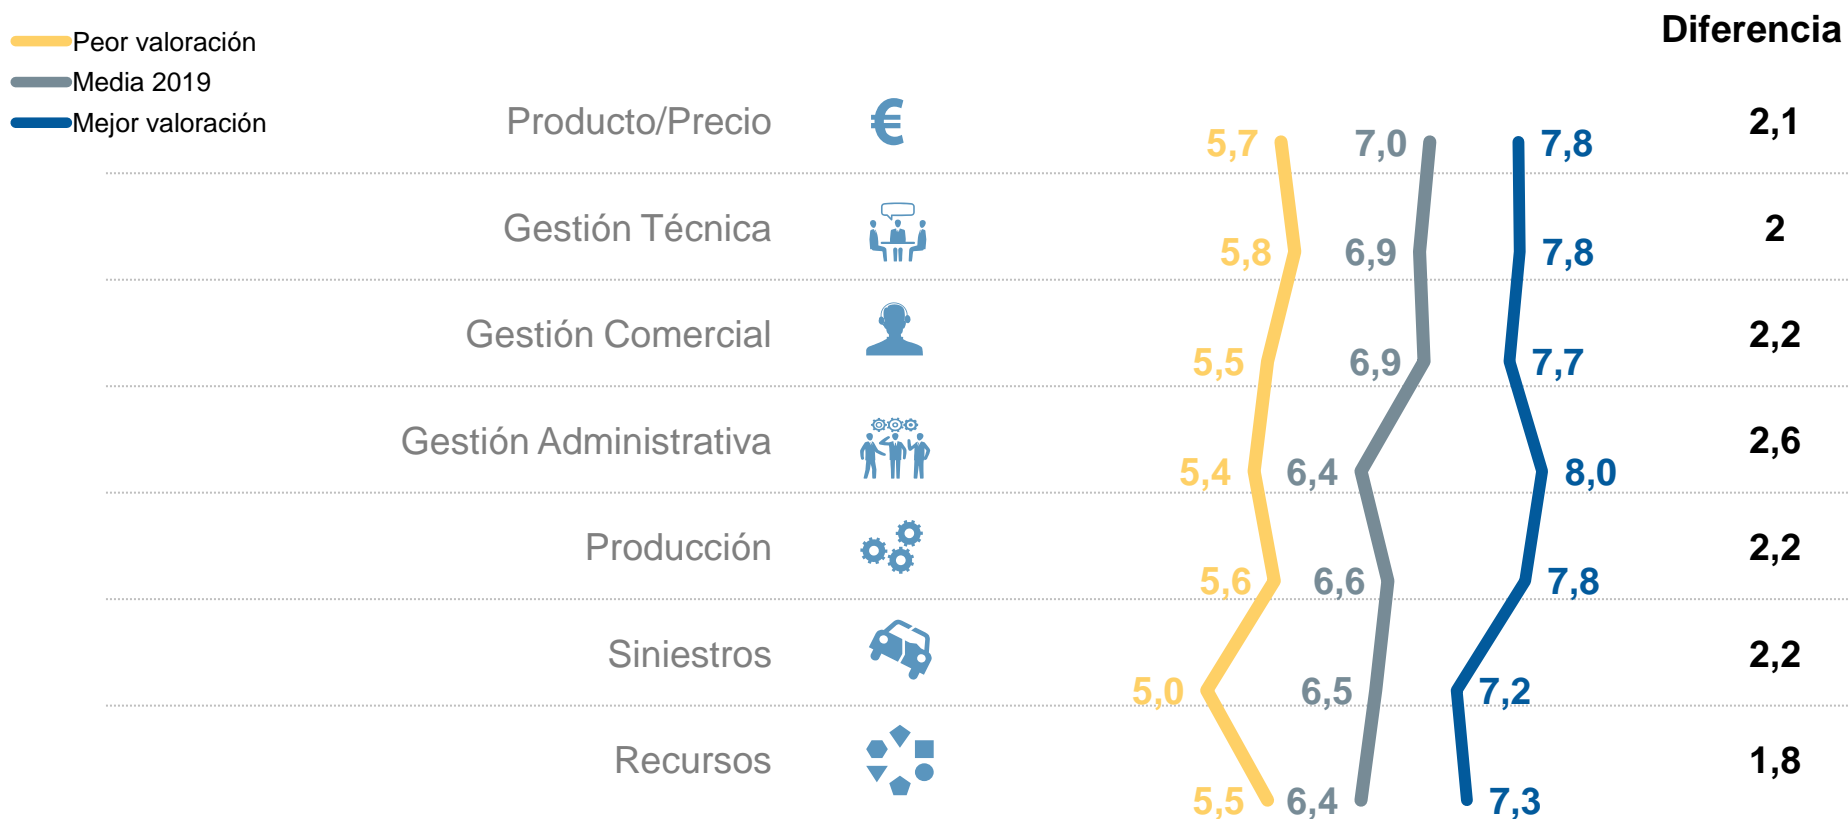 Diferencia
Peor valoración
Media 2019
Mejor valoración
Producto/Precio 5,7 7,0 7,8 2,1
Gestión Técnica 5,8 6,9 7,8 2
Gestión Comercial 5,5 6,9 7,7 2,2
Gestión Administrativa 5,4 6,4 8,0 2,6
Producción 5,6 6,6 7,8 2,2
Siniestros 5,0 6,5 7,2 2,2
Recursos 5,5 6,4 7,3 1,8